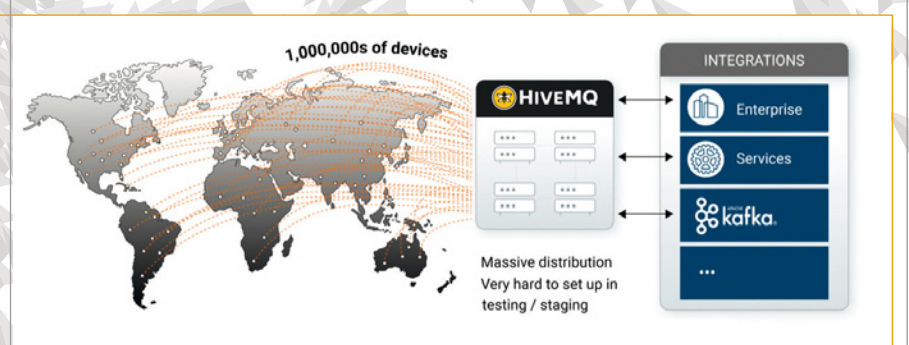 1,000,000s of devices
HIVEMQ
INTEGRATIONS
Enterprise
Services
APACHE
kafka.
...
Massive distribution
Very hard to set up in
testing / staging